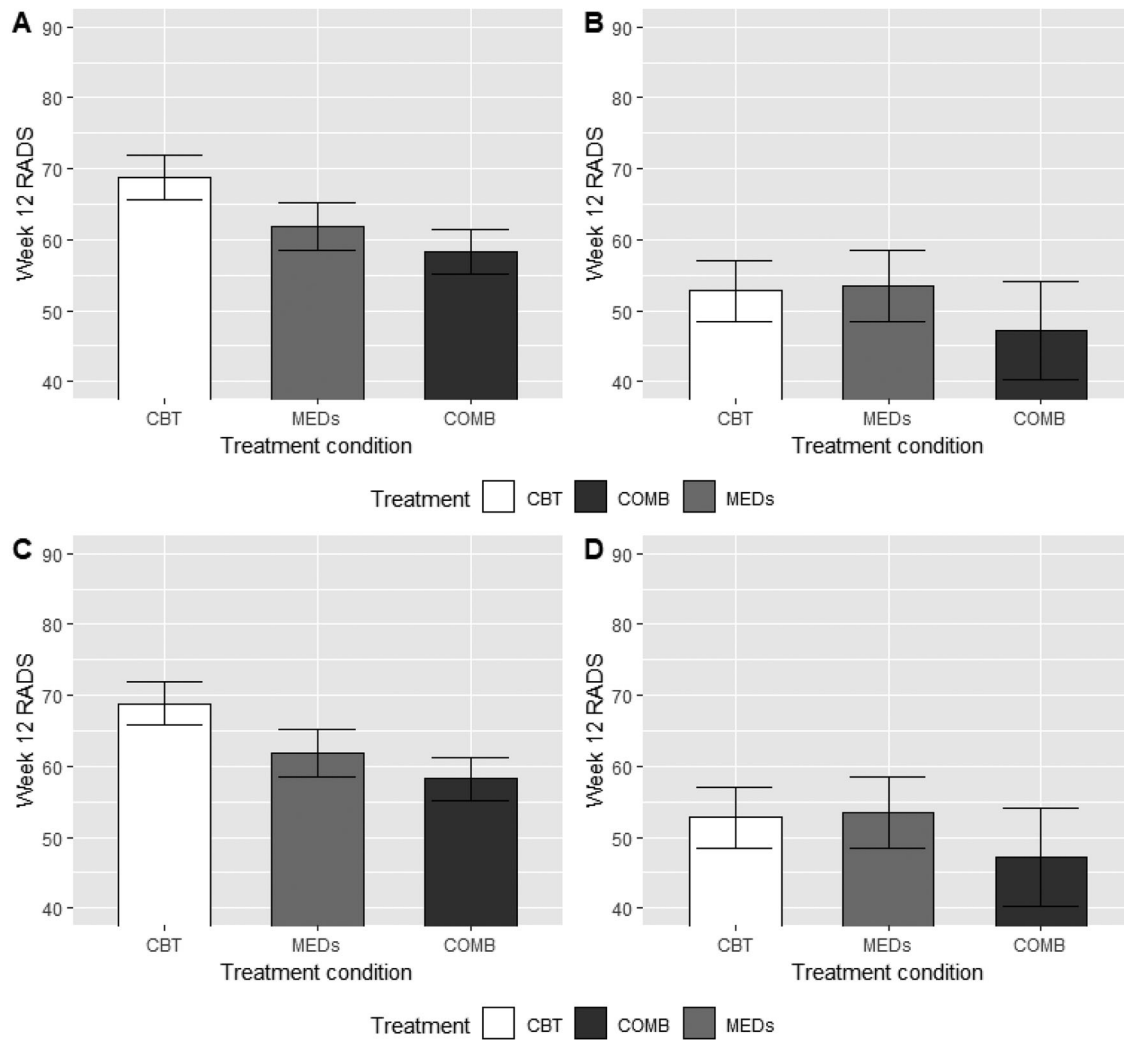 A
B
90
80
70
60
50
40
Week 12 RADS
CBT
MEDs
COMB
Treatment condition
90
80
70
60
50
40
Week 12 RADS
CBT
MEDs
COMB
Treatment condition
Treatment CBT COMB MEDs
C
D
90
80
70
60
50
40
Week 12 RADS
CBT
MEDs
COMB
Treatment condition
90
80
70
60
50
40
Week 12 RADS
CBT
MEDs
COMB
Treatment condition
Treatment CBT COMB MEDs